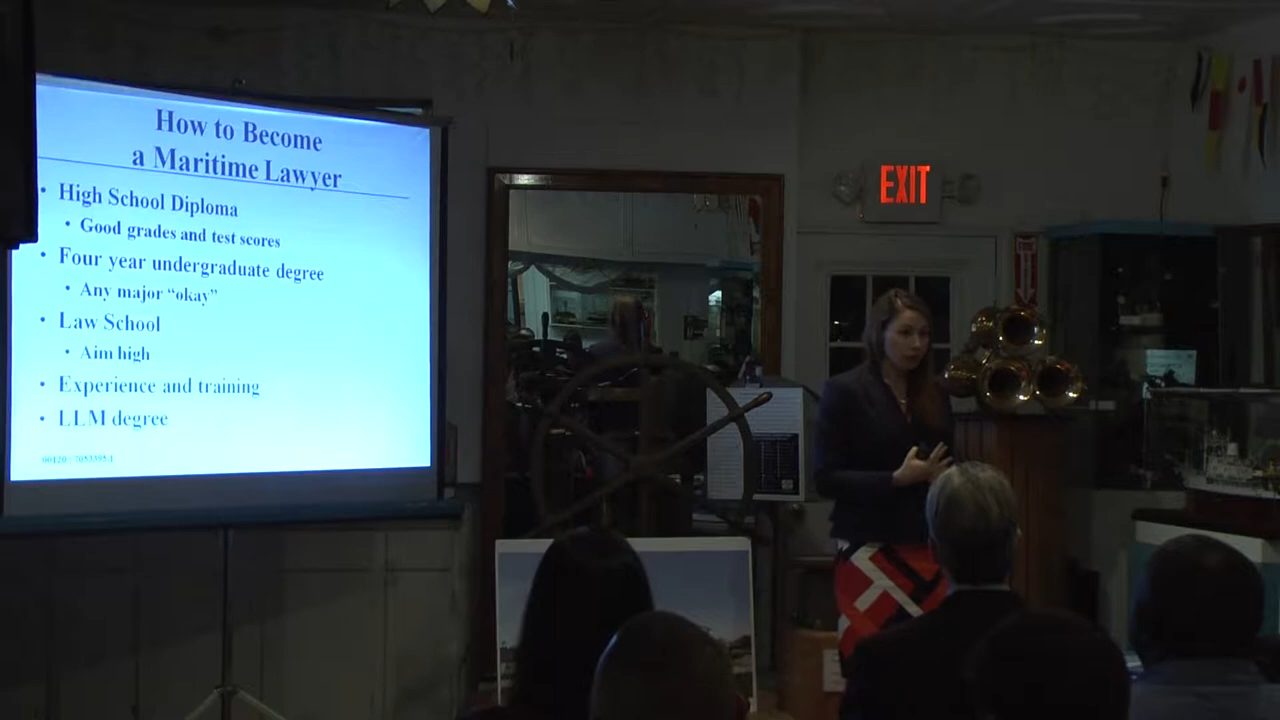 How to Become
a Maritime Lawyer
• High School Diploma
• Good grades and test scores
• Four year undergraduate degree
• Any major “okay”
• Law School
• Aim high
• Experience and training
• LLM degree
EXIT